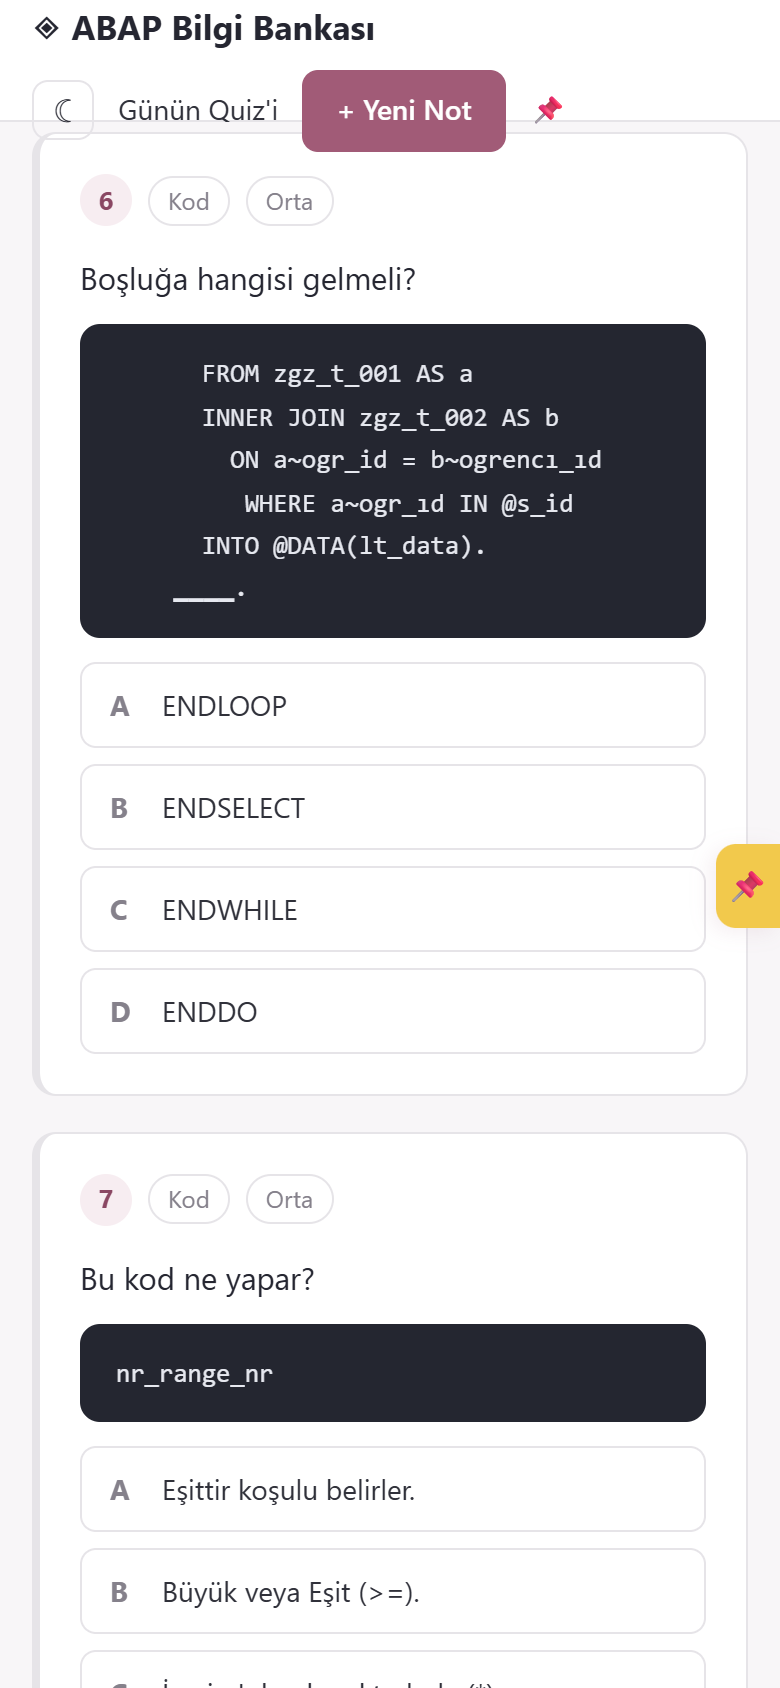 ABAP Bilgi Bankası
Günün Quiz'i
+ Yeni Not
6
Kod
Orta
Boşluğa hangisi gelmeli?
FROM zgz_t_001 AS a
INNER JOIN zgz_t_002 AS b
ON a~ogr_id = b~ogrencı_ıd
WHERE a~ogr_ıd IN @s_id
INTO @DATA(lt_data).
____.
A ENDLOOP
B ENDSELECT
C ENDWHILE
D ENDDO
7
Kod
Orta
Bu kod ne yapar?
nr_range_nr
A Eşittir koşulu belirler.
B Büyük veya Eşit (>=).